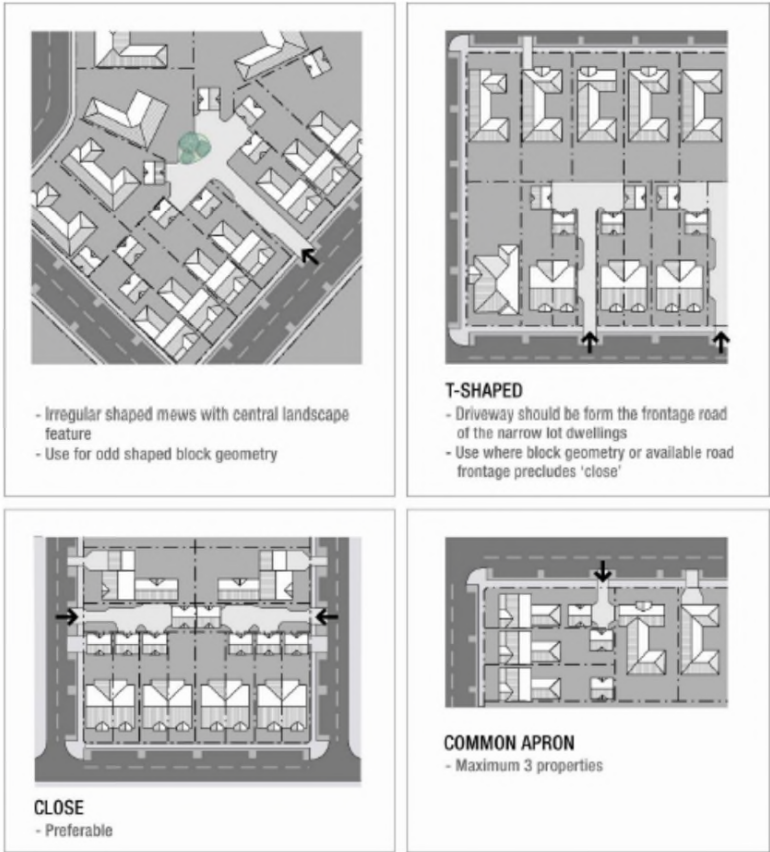 - Irregular shaped mews with central landscape
feature
- Use for odd shaped block geometry
T-SHAPED
- Driveway should be form the frontage road
of the narrow lot dwellings
- Use where block geometry or available road
frontage precludes ‘close’
CLOSE
- Preferable
COMMON APRON
- Maximum 3 properties